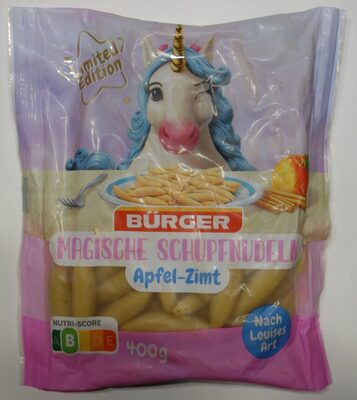 Limited
Edition
BÜRGER
MAGISCHE SCHUPFNUDELN
Apfel-Zimt
NUTRI-SCORE
A B C D E
400g
Nach
Louises
Art